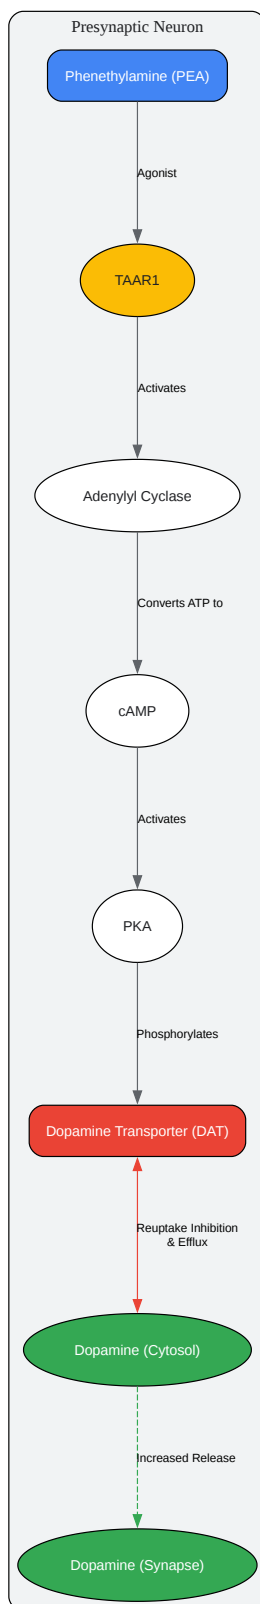 Presynaptic Neuron
Phenethylamine (PEA)
Agonist
TAAR1
Activates
Adenylyl Cyclase
Converts ATP to
cAMP
Activates
PKA
Phosphorylates
Dopamine Transporter (DAT)
Reuptake Inhibition
& Efflux
Dopamine (Cytosol)
Increased Release
Dopamine (Synapse)